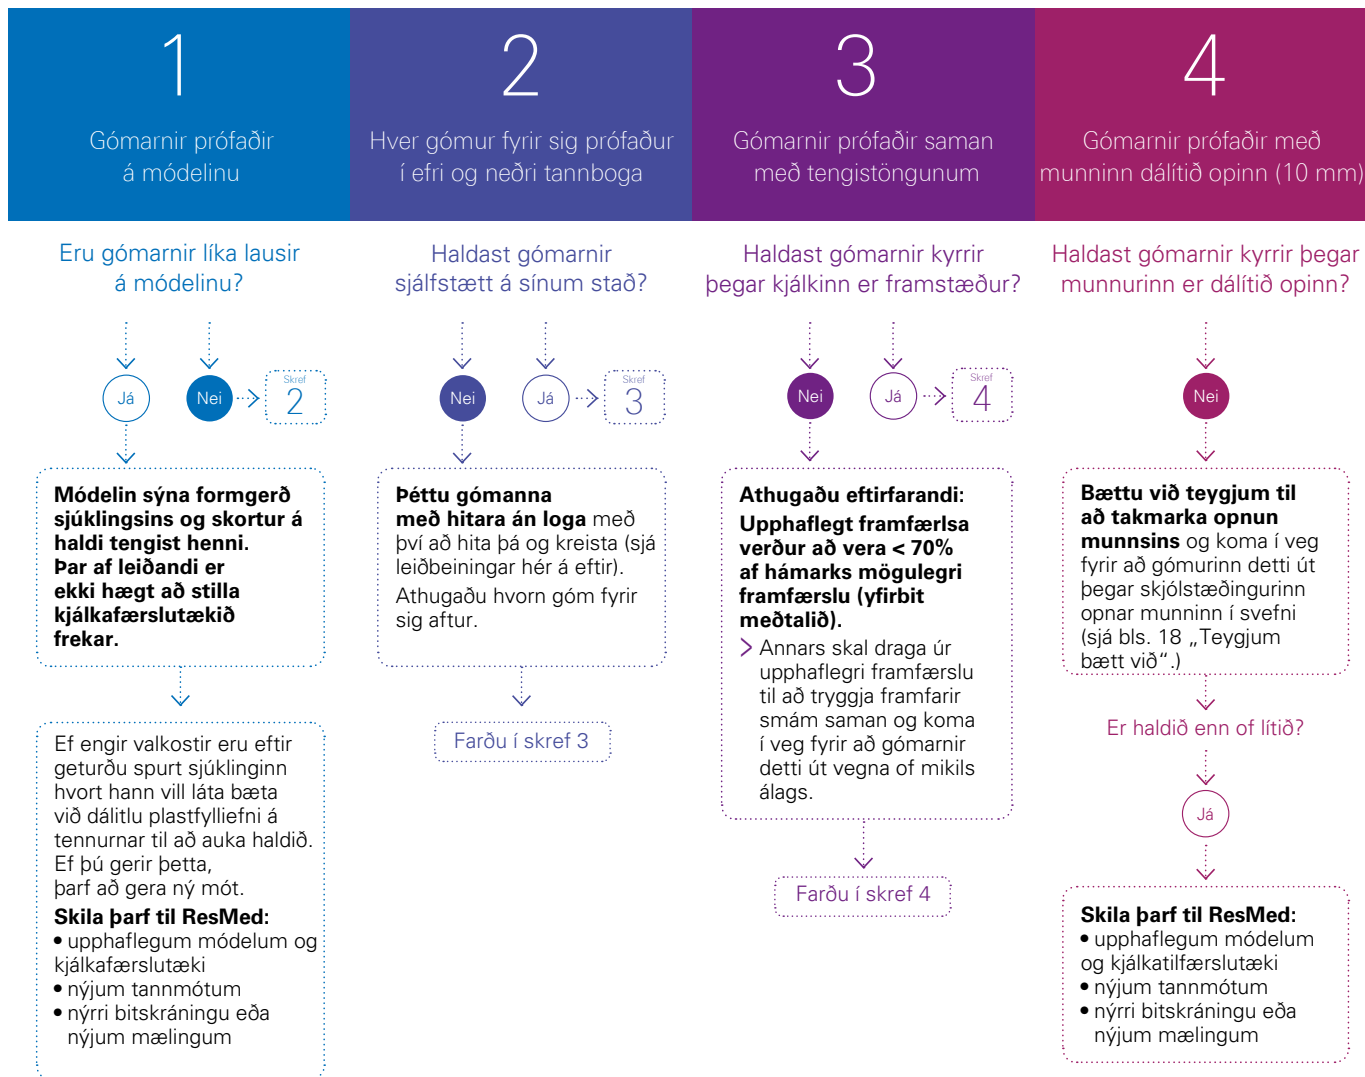 1
Gómarnir prófaðir
á módelinu
Eru gómarnir líka lausir
á módelinu?
Já
Nei
Skref
2
Módelin sýna formgerð
sjúklingsins og skortur á
haldi tengist henni.
Þar af leiðandi er
ekki hægt að stilla
kjálkafærslutækið
frekar.
Ef engir valkostir eru eftir
geturðu spurt sjúklinginn
hvort hann vill láta bæta
við dálitlu plastfylliefni á
tennurnar til að auka haldið.
Ef þú gerir þetta,
þarf að gera ný mót.
Skila þarf til ResMed:
• upphaflegum módelum og
kjálkafærslutæki
• nýjum tannmótum
• nýrri bitskráningu eða
nýjum mælingum
2
Hver gómur fyrir sig prófaður
í efri og neðri tannboga
Haldast gómarnir
sjálfstætt á sínum stað?
Nei
Já
Skref
3
Þéttu gómanna
með hitara án loga með
því að hita þá og kreista (sjá
leiðbeiningar hér á eftir).
Athugaðu hvorn góm fyrir
sig aftur.
Farðu í skref 3
3
Gómarnir prófaðir saman
með tengistöngunum
Haldast gómarnir kyrrir
þegar kjálkinn er framstæður?
Nei
Já
Skref
4
Athugaðu eftirfarandi:
Upphaflegt framfærlsa
verður að vera < 70%
af hámarks mögulegri
framfærslu (yfirbit
meðtalið).
> Annars skal draga úr
upphaflegri framfærslu
til að tryggja framfarir
smám saman og koma
í veg fyrir að gómarnir
detti út vegna of mikils
álags.
Farðu í skref 4
4
Gómarnir prófaðir með
munninn dálítið opinn (10 mm)
Haldast gómarnir kyrrir þegar
munnurinn er dálítið opinn?
Nei
Bættu við teygjum til
að takmarka opnun
munnsins og koma í veg
fyrir að gómurinn detti út
þegar skjólstæðingurinn
opnar munninn í svefni
(sjá bls. 18 „Teygjum
bætt við“.)
Er haldið enn of lítið?
Já
Skila þarf til ResMed:
• upphaflegum módelum
og kjálkatilfærslutæki
• nýjum tannmótum
• nýrri bitskráningu eða
nýjum mælingum